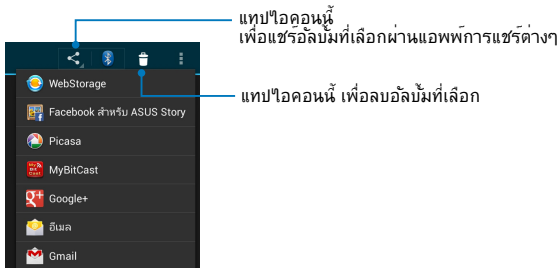 แทปไอคอนนี้
เพื่อแชร์อัลบั้มที่เลือกผ่านแอพพ์การแชร์ต่างๆ
WebStorage
แทปไอคอนนี้ เพื่อลบอัลบั้มที่เลือก
Facebook สำหรับ ASUS Story
Picasa
MyBitCast
Google+
อีเมล
Gmail